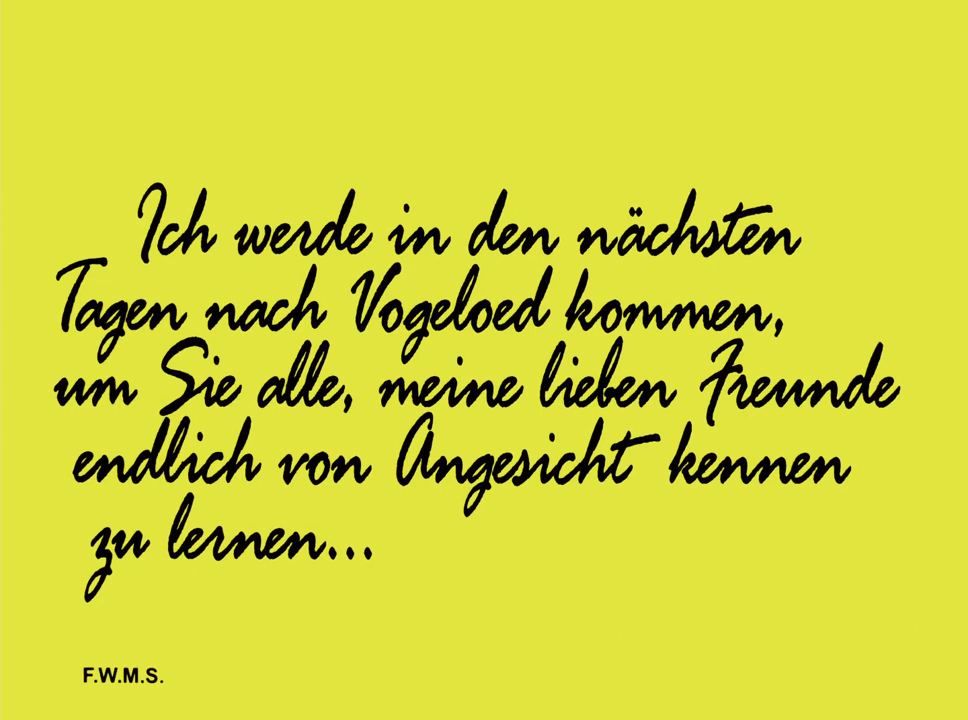 Ich werde in den nächsten
Tagen nach Vogeloed kommen,
um Sie alle, meine lieben Freunde
endlich von Angesicht kennen
zu lernen...
F.W.M.S.